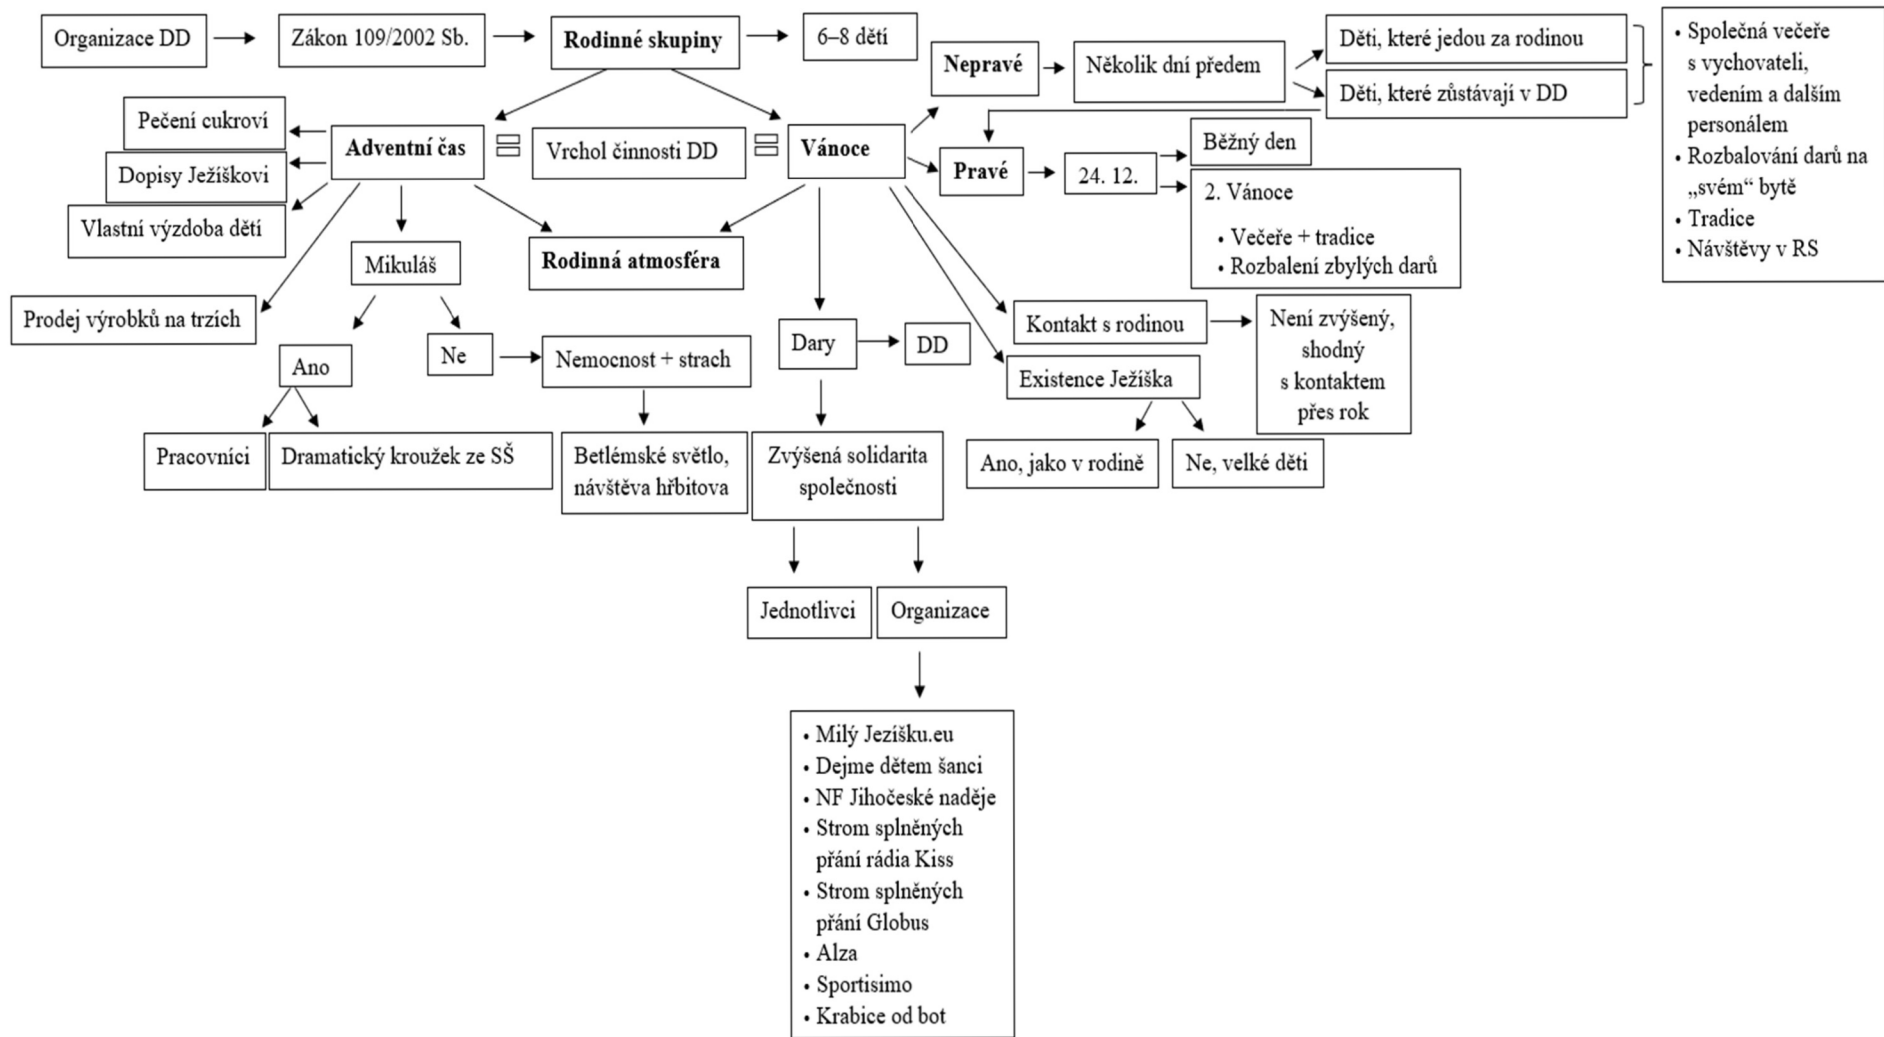 Organizace DD
Zákon 109/2002 Sb.
Rodinné skupiny
6–8 dětí
Nepravé
Několik dní předem
Děti, které jedou za rodinou
Děti, které zůstávají v DD
• Společná večeře
s vychovateli,
vedením a dalším
personálem
• Rozbalování darů na
„svém“ bytě
• Tradice
• Návštěvy v RS
Pečení cukroví
Dopisy Ježíškovi
Vlastní výzdoba dětí
Prodej výrobků na trzích
Adventní čas
Vrchol činnosti DD
Vánoce
Pravé
24. 12.
Běžný den
2. Vánoce
• Večeře + tradice
• Rozbalení zbylých darů
Mikuláš
Rodinná atmosféra
Ano
Ne
Nemocnost + strach
Dary
DD
Kontakt s rodinou
Není zvýšený,
shodný
s kontaktem
přes rok
Existence Ježíška
Pracovníci
Dramatický kroužek ze SŠ
Betlémské světlo,
návštěva hřbitova
Zvýšená solidarita
společnosti
Ano, jako v rodině
Ne, velké děti
Jednotlivci
Organizace
• Milý Jezíšku.eu
• Dejme dětem šanci
• NF Jihočeské naděje
• Strom splněných
přání rádia Kiss
• Strom splněných
přání Globus
• Alza
• Sportisimo
• Krabice od bot